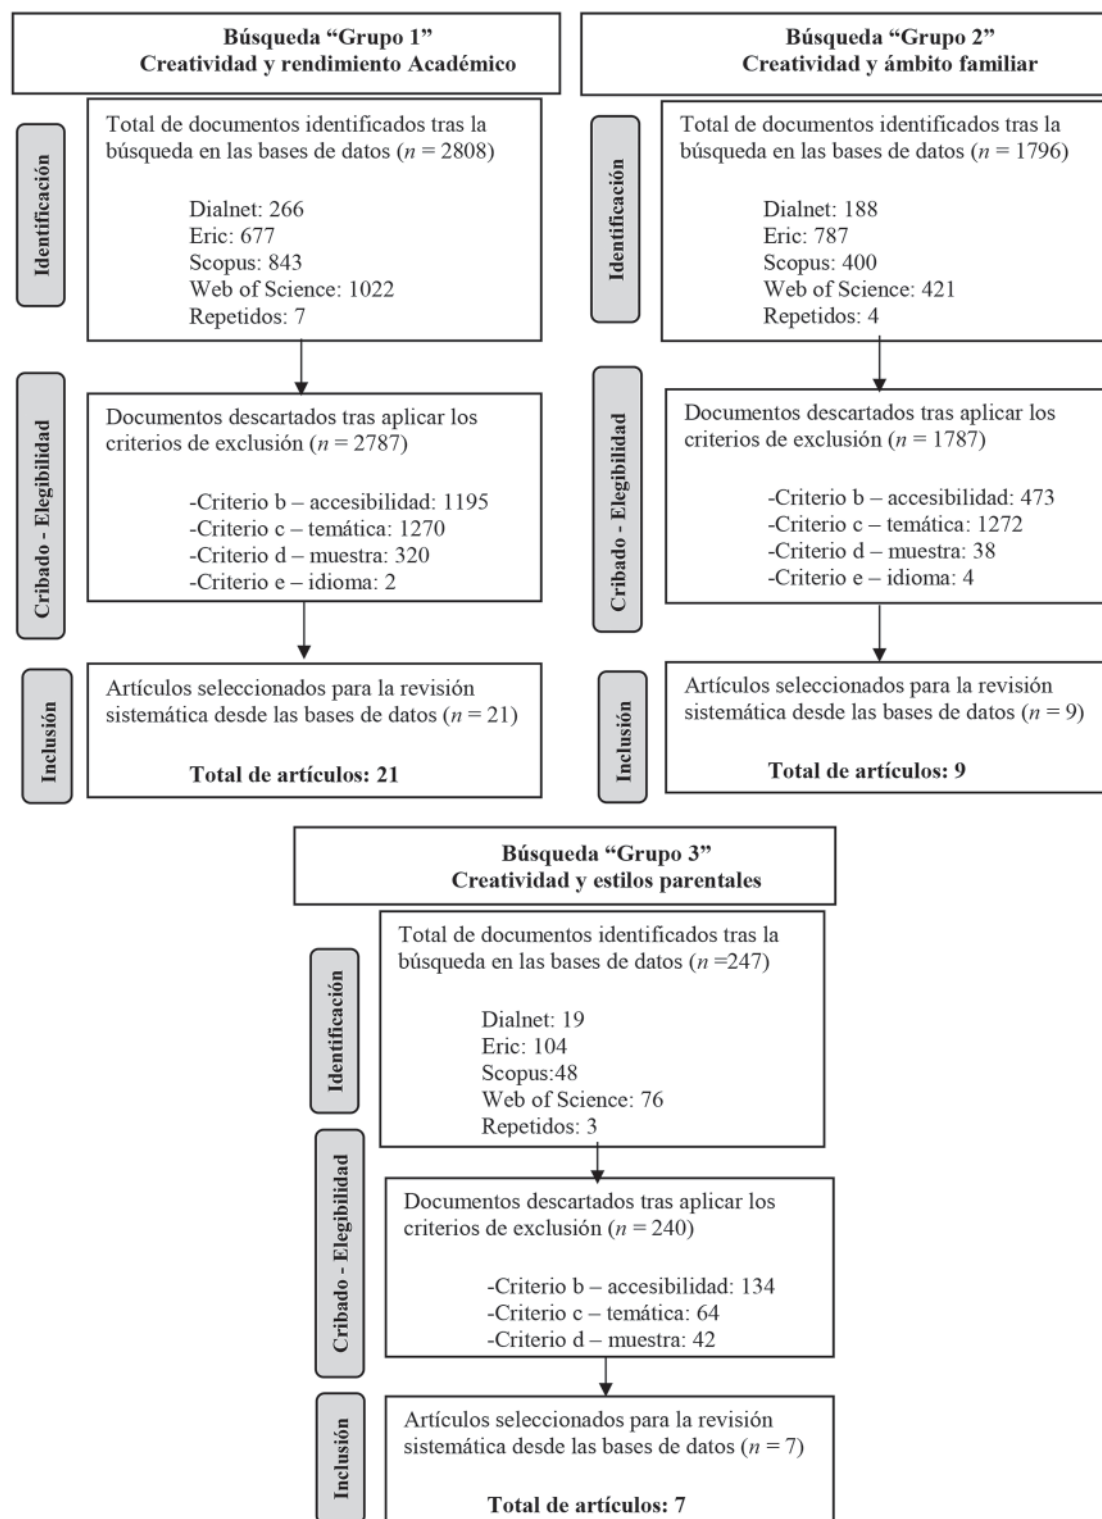 Búsqueda “Grupo 1”
Creatividad y rendimiento Académico
Identificación
Total de documentos identificados tras la
búsqueda en las bases de datos (n = 2808)
Dialnet: 266
Eric: 677
Scopus: 843
Web of Science: 1022
Repetidos: 7
Cribado - Elegibilidad
Documentos descartados tras aplicar los
criterios de exclusión (n = 2787)
-Criterio b – accesibilidad: 1195
-Criterio c – temática: 1270
-Criterio d – muestra: 320
-Criterio e – idioma: 2
Inclusión
Artículos seleccionados para la revisión
sistemática desde las bases de datos (n = 21)
Total de artículos: 21
Búsqueda “Grupo 2”
Creatividad y ámbito familiar
Identificación
Total de documentos identificados tras la
búsqueda en las bases de datos (n = 1796)
Dialnet: 188
Eric: 787
Scopus: 400
Web of Science: 421
Repetidos: 4
Cribado - Elegibilidad
Documentos descartados tras aplicar los
criterios de exclusión (n = 1787)
-Criterio b – accesibilidad: 473
-Criterio c – temática: 1272
-Criterio d – muestra: 38
-Criterio e – idioma: 4
Inclusión
Artículos seleccionados para la revisión
sistemática desde las bases de datos (n = 9)
Total de artículos: 9
Búsqueda “Grupo 3”
Creatividad y estilos parentales
Identificación
Total de documentos identificados tras la
búsqueda en las bases de datos (n =247)
Dialnet: 19
Eric: 104
Scopus:48
Web of Science: 76
Repetidos: 3
Cribado - Elegibilidad
Documentos descartados tras aplicar los
criterios de exclusión (n = 240)
-Criterio b – accesibilidad: 134
-Criterio c – temática: 64
-Criterio d – muestra: 42
Inclusión
Artículos seleccionados para la revisión
sistemática desde las bases de datos (n = 7)
Total de artículos: 7